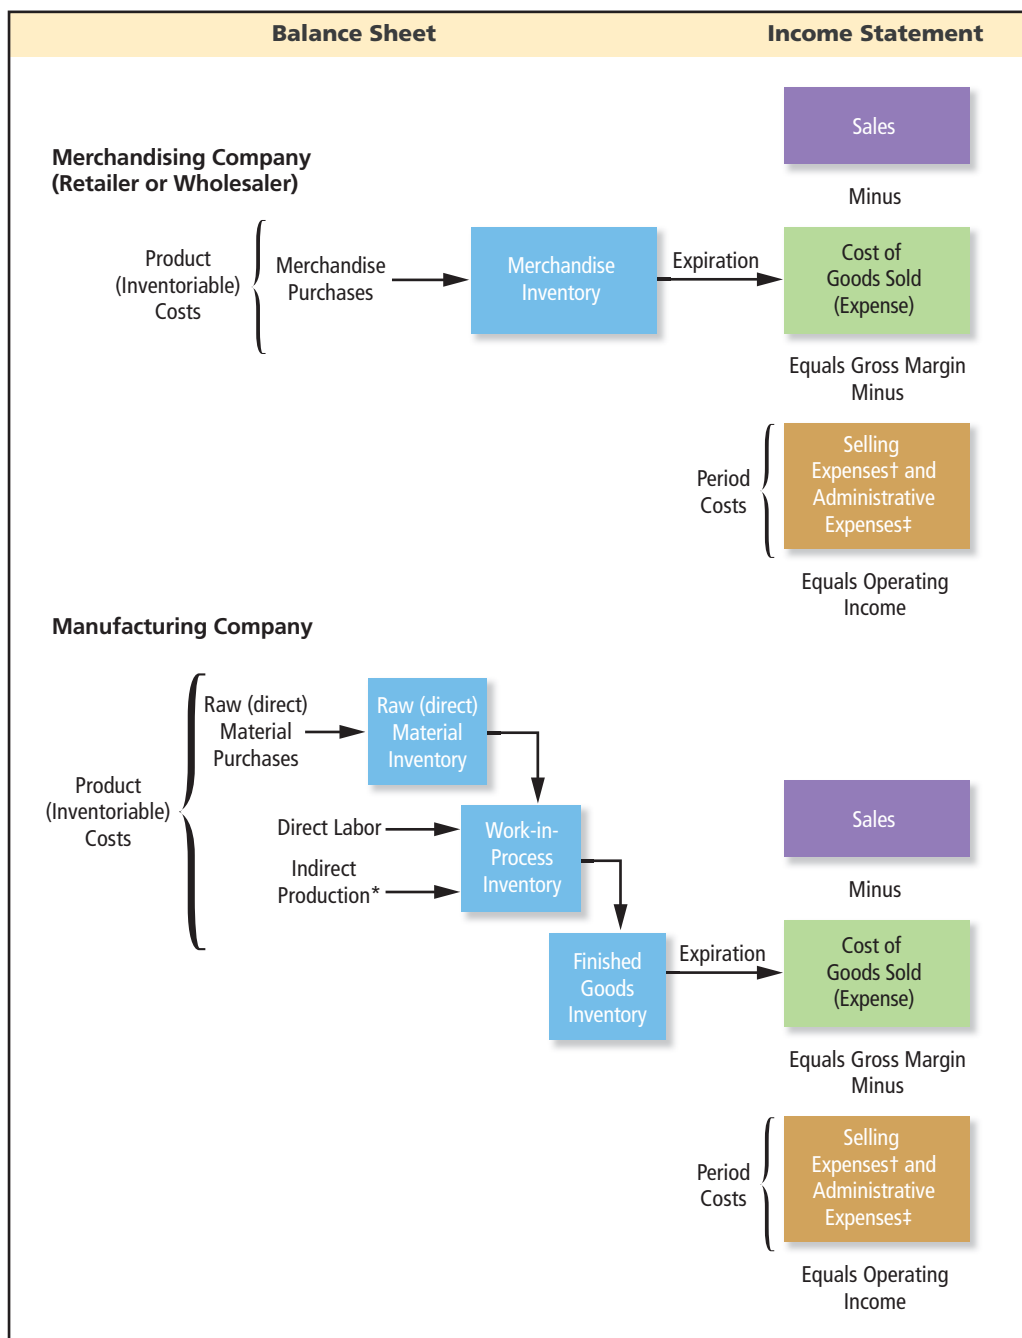 Balance Sheet
Income Statement
Sales
Minus
Merchandising Company
(Retailer or Wholesaler)
Product
(Inventoriable)
Costs
Merchandise
Purchases
Merchandise
Inventory
Expiration
Cost of
Goods Sold
(Expense)
Equals Gross Margin
Minus
Period
Costs
Selling
Expenses† and
Administrative
Expenses‡
Equals Operating
Income
Manufacturing Company
Product
(Inventoriable)
Costs
Raw (direct)
Material
Purchases
Raw (direct)
Material
Inventory
Direct Labor
Indirect
Production*
Work-in-
Process
Inventory
Finished
Goods
Inventory
Expiration
Sales
Minus
Cost of
Goods Sold
(Expense)
Equals Gross Margin
Minus
Period
Costs
Selling
Expenses† and
Administrative
Expenses‡
Equals Operating
Income